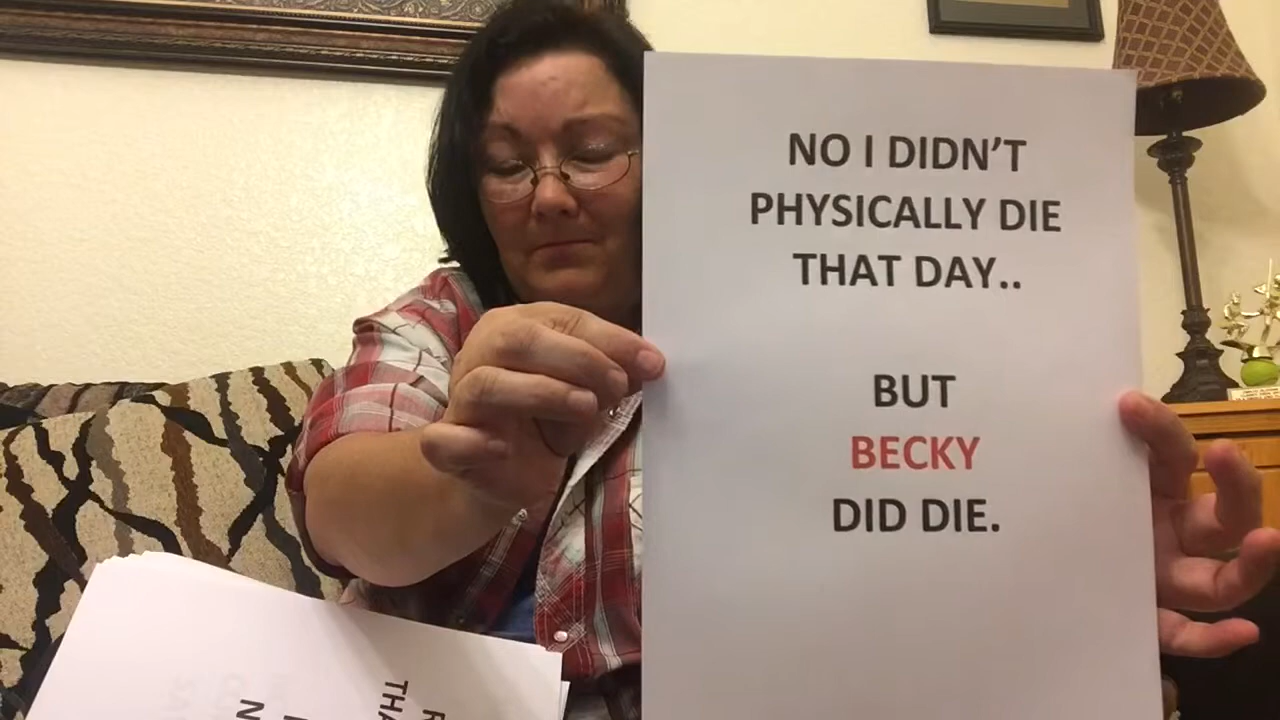 NO I DIDN'T
PHYSICALLY DIE
THAT DAY..
BUT
BECKY
DID DIE.